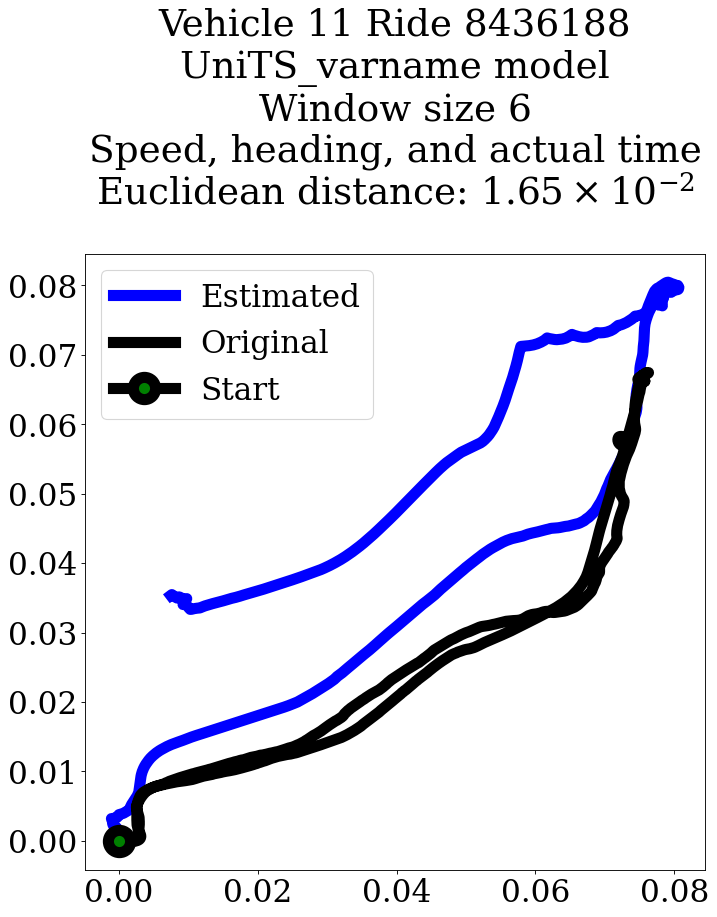 Vehicle 11 Ride 8436188
UniTS_varname model
Window size 6
Speed, heading, and actual time
Euclidean distance: 1.65 × 10⁻²
Estimated
Original
Start
0.08
0.07
0.06
0.05
0.04
0.03
0.02
0.01
0.00
0.00 0.02 0.04 0.06 0.08